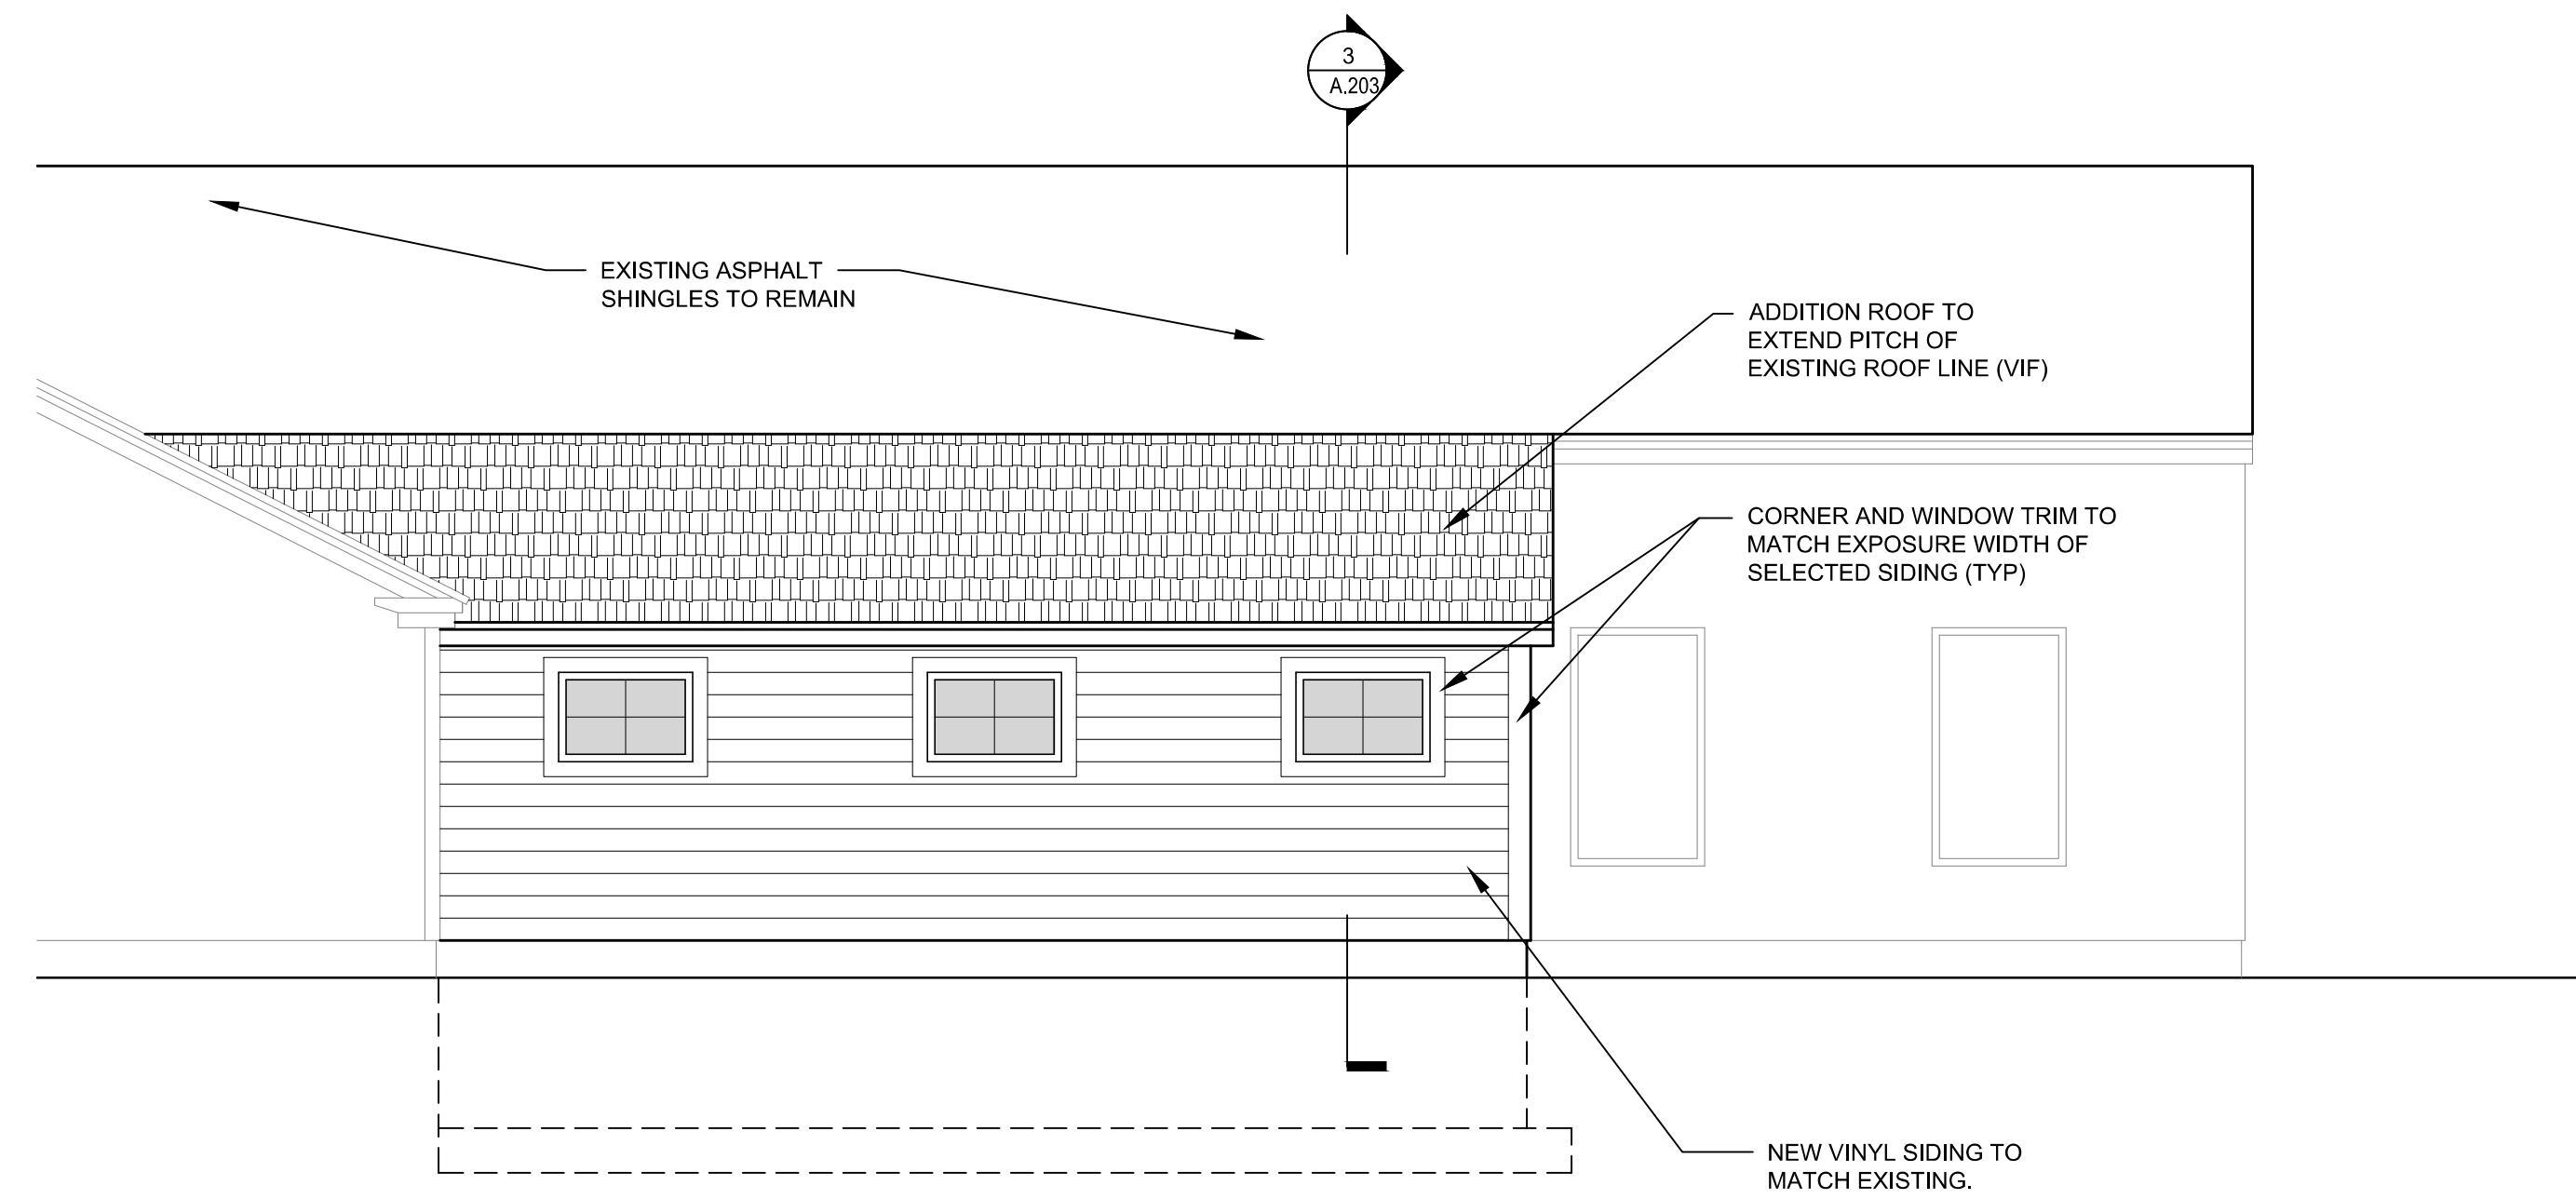 3
A.203
EXISTING ASPHALT
SHINGLES TO REMAIN
ADDITION ROOF TO
EXTEND PITCH OF
EXISTING ROOF LINE (VIF)
CORNER AND WINDOW TRIM TO
MATCH EXPOSURE WIDTH OF
SELECTED SIDING (TYP)
NEW VINYL SIDING TO
MATCH EXISTING.